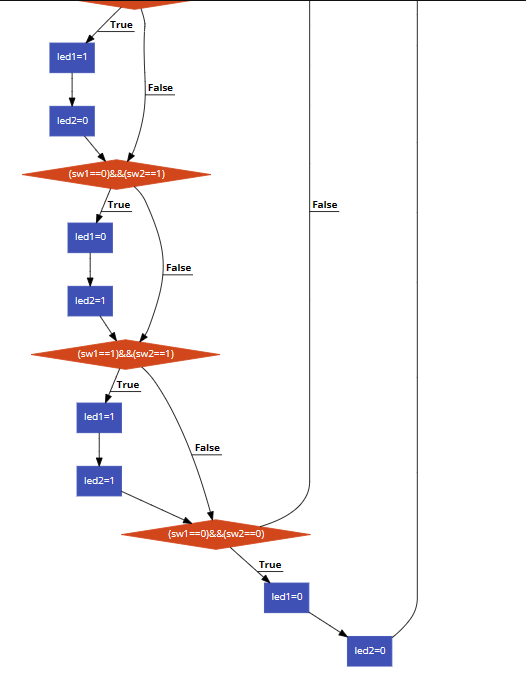 True
led1=1
False
led2=0
(sw1==0)&&(sw2==1)
True
False
led1=0
False
led2=1
(sw1==1)&&(sw2==1)
True
led1=1
False
led2=1
(sw1==0)&&(sw2==0)
True
led1=0
led2=0